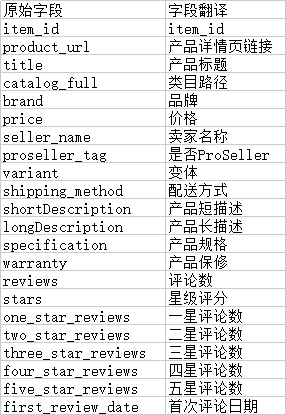 原始字段 字段翻译
item_id item_id
product_url 产品详情页链接
title 产品标题
catalog_full 类目路径
brand 品牌
price 价格
seller_name 卖家名称
proseller_tag 是否ProSeller
variant 变体
shipping_method 配送方式
shortDescription 产品短描述
longDescription 产品长描述
specification 产品规格
warranty 产品保修
reviews 评论数
stars 星级评分
one_star_reviews 一星评论数
two_star_reviews 二星评论数
three_star_reviews 三星评论数
four_star_reviews 四星评论数
five_star_reviews 五星评论数
first_review_date 首次评论日期